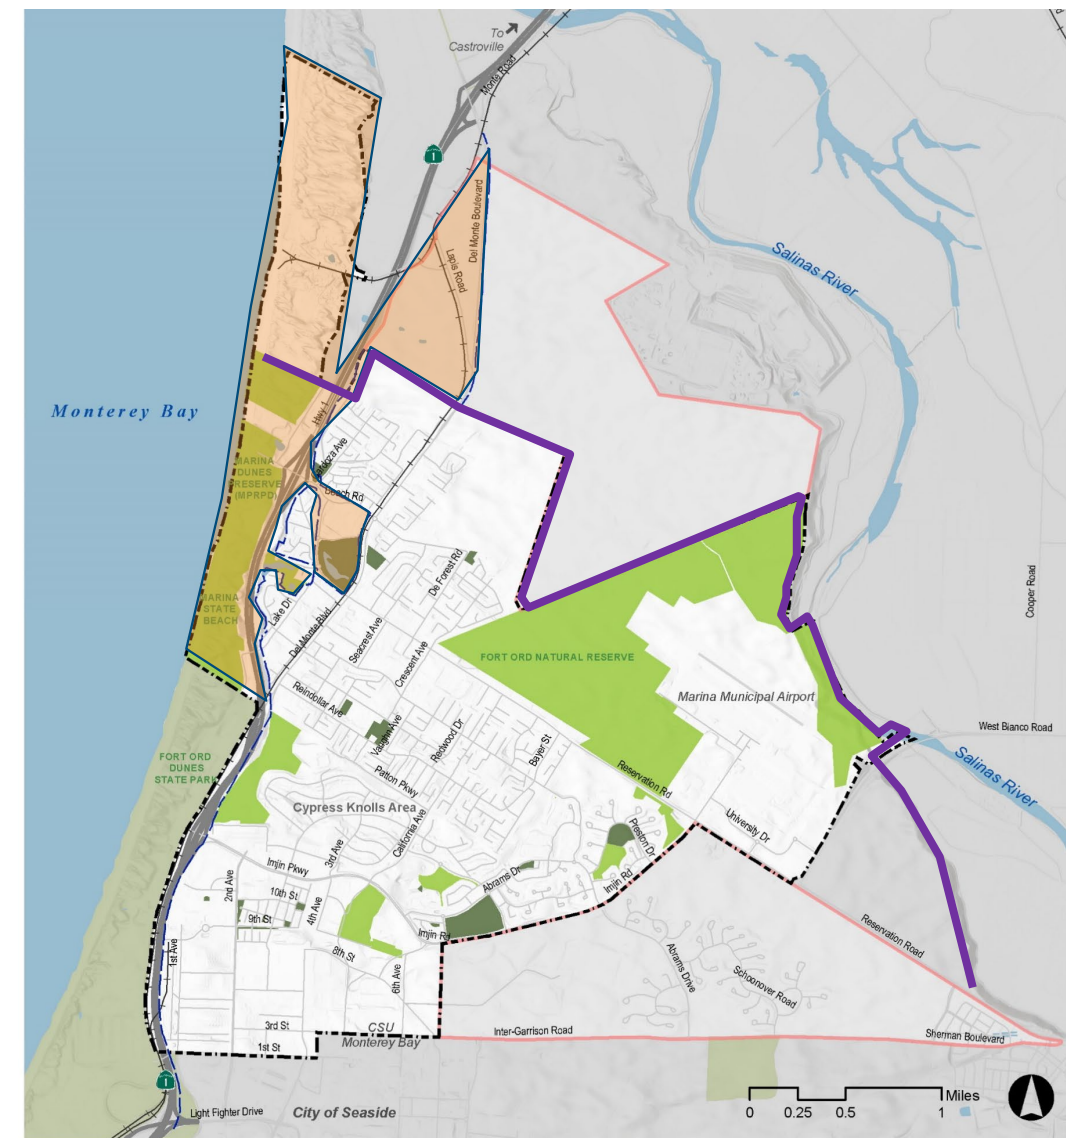 To
Castroville
Monte Road
1
Del Monte Boulevard
Lapis Road
Salinas River
Monterey Bay
Hwy 1
Beach Rd
MARINA
DUNES
RESERVE
(MPRPD)
De Forest Rd
Cooper Road
MARINA
STATE
BEACH
Lake Dr
Del Monte Blvd
Seacrest Ave
Crescent Ave
FORT ORD NATURAL RESERVE
Marina Municipal Airport
Reindollar Ave
Vaughn Ave
Redwood Dr
Bayer St
West Blanco Road
Salinas River
FORT ORD
DUNES
STATE PARK
Patton Pkwy
Reservation Rd
Cypress Knolls Area
California Ave
University Dr
Preston Dr
Imjin Pkwy
3rd Ave
2nd Ave
10th St
4th Ave
9th St
Abrams Dr
Imjin Rd
Imjin Rd
8th St
1st Ave
6th Ave
Reservation Road
Abrams Drive
Schoonover Road
3rd St
CSU
Monterey Bay
1st St
Inter-Garrison Road
Sherman Boulevard
1
Light Fighter Drive
City of Seaside
Miles
0 0.25 0.5 1